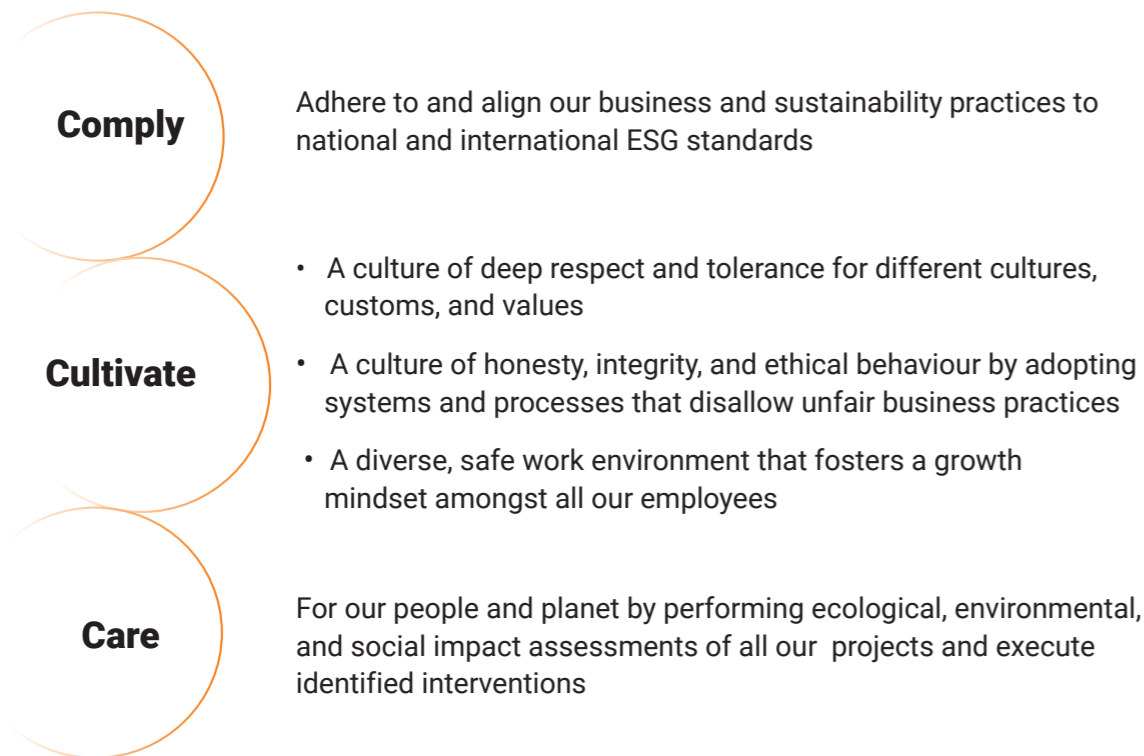 Comply
Adhere to and align our business and sustainability practices to
national and international ESG standards
Cultivate
• A culture of deep respect and tolerance for different cultures,
customs, and values
• A culture of honesty, integrity, and ethical behaviour by adopting
systems and processes that disallow unfair business practices
• A diverse, safe work environment that fosters a growth
mindset amongst all our employees
Care
For our people and planet by performing ecological, environmental,
and social impact assessments of all our projects and execute
identified interventions